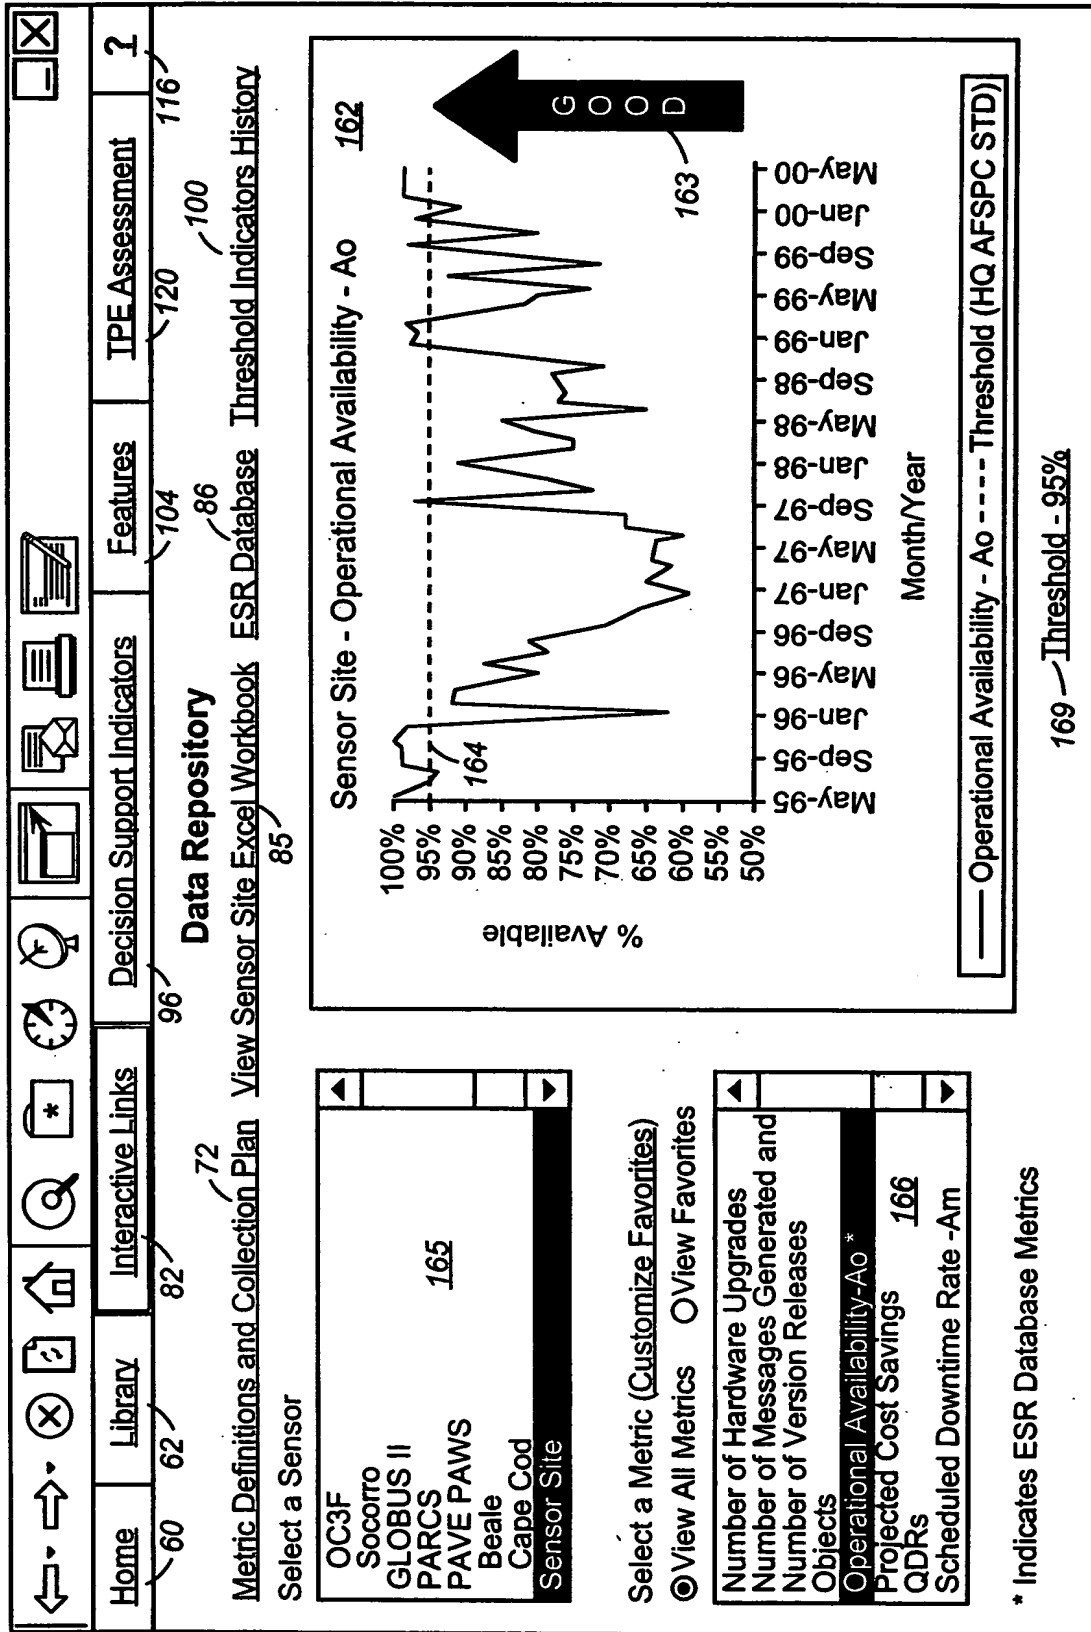 Home
Library
Interactive Links
Decision Support Indicators
Features
TPE Assessment
?
60
62
82
96
104
120
116
Data Repository
Metric Definitions and Collection Plan
View Sensor Site Excel Workbook
ESR Database
Threshold Indicators History
72
85
86
100
Select a Sensor
OC3F
Socorro
GLOBUS II
PARCS
PAVE PAWS
Beale
Cape Cod
Sensor Site
165
Select a Metric (Customize Favorites)
View All Metrics
View Favorites
Number of Hardware Upgrades
Number of Messages Generated and
Number of Version Releases
Objects
Operational Availability-Ao *
Projected Cost Savings
QDRs
Scheduled Downtime Rate -Am
166
* Indicates ESR Database Metrics
Sensor Site - Operational Availability - Ao
162
% Available
100%
95%
90%
85%
80%
75%
70%
65%
60%
55%
50%
164
GOOD
163
May-95
Sep-95
Jan-96
May-96
Sep-96
Jan-97
May-97
Sep-97
Jan-98
May-98
Sep-98
Jan-99
May-99
Sep-99
Jan-00
May-00
Month/Year
Operational Availability - Ao ---- Threshold (HQ AFSPC STD)
169
Threshold - 95%